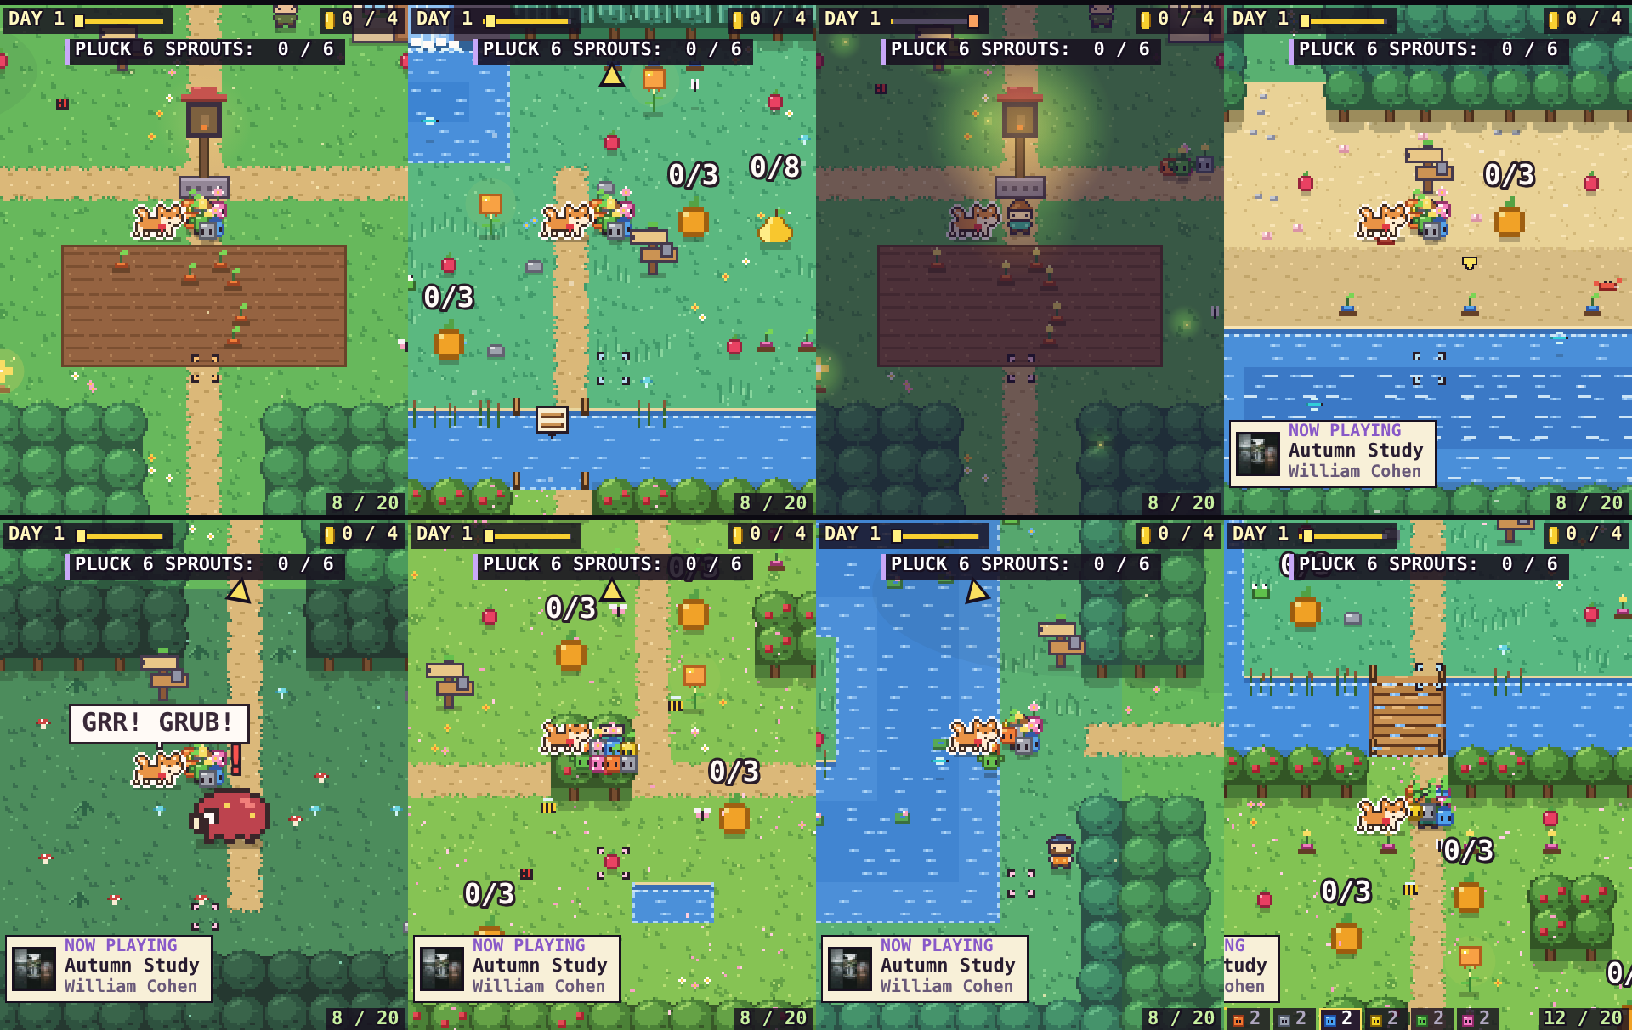 DAY 1
0 / 4
PLUCK 6 SPROUTS: 0 / 6
8 / 20
DAY 1
0 / 4
PLUCK 6 SPROUTS: 0 / 6
0/3
0/8
0/3
8 / 20
DAY 1
0 / 4
PLUCK 6 SPROUTS: 0 / 6
8 / 20
DAY 1
0 / 4
PLUCK 6 SPROUTS: 0 / 6
0/3
NOW PLAYING
Autumn Study
William Cohen
8 / 20
DAY 1
0 / 4
PLUCK 6 SPROUTS: 0 / 6
GRR! GRUB!
NOW PLAYING
Autumn Study
William Cohen
8 / 20
DAY 1
0 / 4
PLUCK 6 SPROUTS: 0 / 6
0/3
0/3
0/3
0/3
NOW PLAYING
Autumn Study
William Cohen
8 / 20
DAY 1
0 / 4
PLUCK 6 SPROUTS: 0 / 6
NOW PLAYING
Autumn Study
William Cohen
8 / 20
DAY 1
0 / 4
PLUCK 6 SPROUTS: 0 / 6
0/3
0/3
NG
tudy
ohen
2 2 2 2 2 2
12 / 20